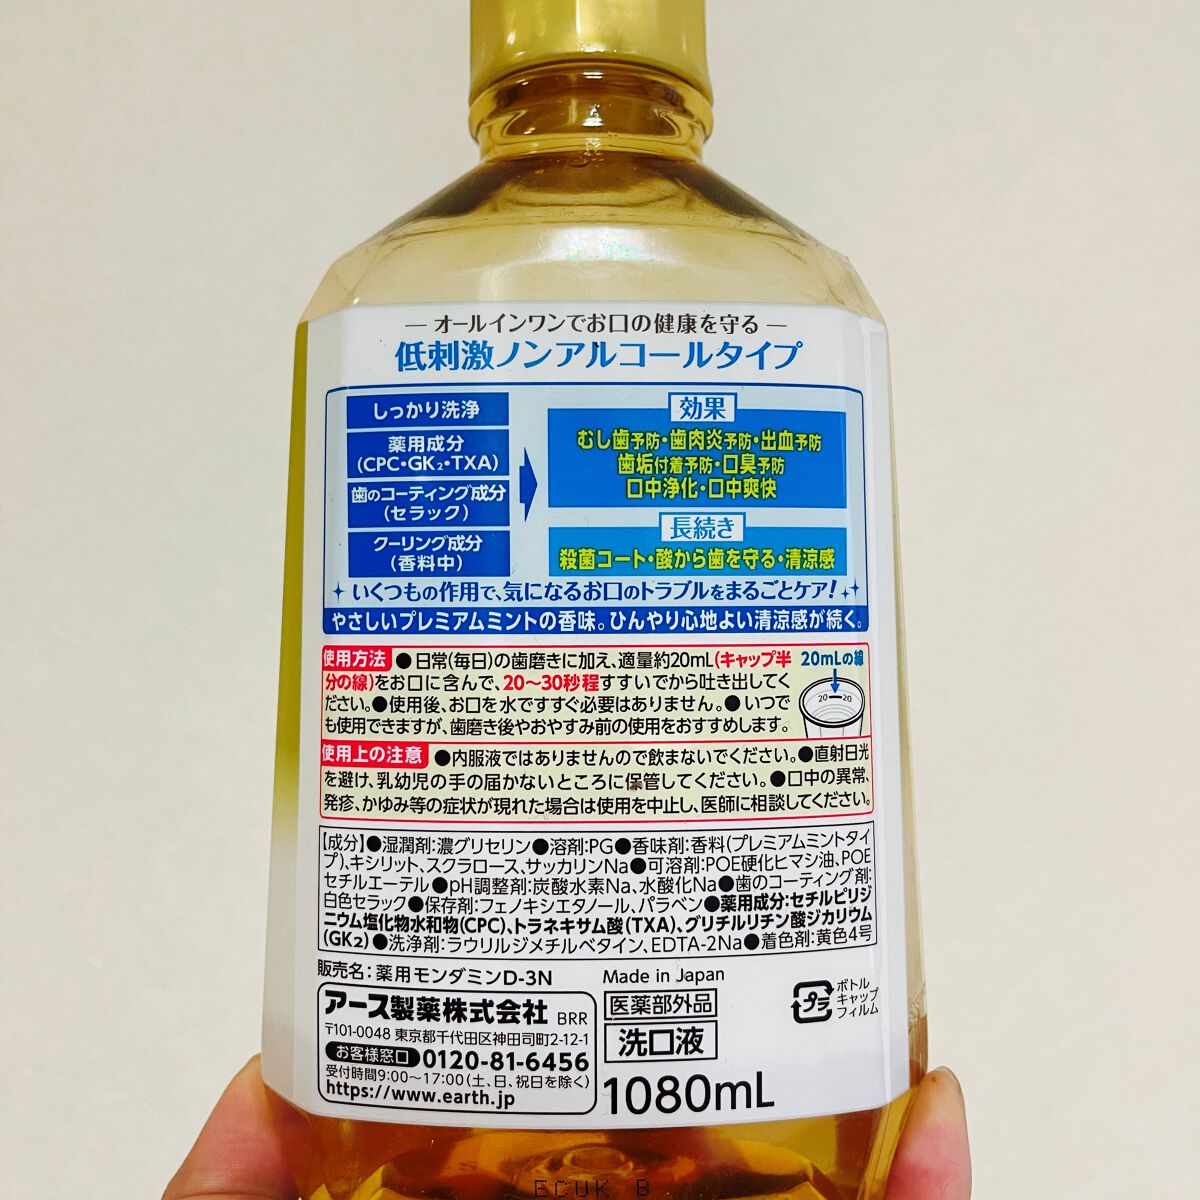 オールインワンでお口の健康を守る
低刺激ノンアルコールタイプ
しっかり洗浄
薬用成分
(CPC・GK₂・TXA)
歯のコーティング成分
(セラック)
クーリング成分
(香料中)
効果
むし歯予防・歯肉炎予防・出血予防
歯垢付着予防・口臭予防
口中浄化・口中爽快
長続き
殺菌コート・酸から歯を守る・清涼感
いくつもの作用で、気になるお口のトラブルをまるごとケア!
やさしいプレミアムミントの香味。ひんやり心地よい清涼感が続く。
使用方法 ●日常(毎日)の歯磨きに加え、適量約20mL(キャップ半
分の線)をお口に含んで、20〜30秒程すすいでから吐き出してく
ださい。●使用後、お口を水ですすぐ必要はありません。●いつで
も使用できますが、歯磨き後やおやすみ前の使用をおすすめします。
20mLの線
20 20
使用上の注意 ●内服液ではありませんので飲まないでください。●直射日光
を避け、乳幼児の手の届かないところに保管してください。●口中の異常、
発疹、かゆみ等の症状が現れた場合は使用を中止し、医師に相談してください。
【成分】●湿潤剤:濃グリセリン●溶剤:PG●香味剤:香料(プレミアムミントタイ
プ)、キシリット、スクラロース、サッカリンNa●可溶剤:POE硬化ヒマシ油、POE
セチルエーテル●pH調整剤:炭酸水素Na、水酸化Na●歯のコーティング剤:
白色セラック●保存剤:フェノキシエタノール、パラベン●薬用成分:セチルピリジ
ニウム塩化物水和物(CPC)、トラネキサム酸(TXA)、グリチルリチン酸ジカリウム
(GK2)●洗浄剤:ラウリルジメチルベタイン、EDTA-2Na●着色剤:黄色4号
販売名:薬用モンダミンD-3N
アース製薬株式会社 BRR
〒101-0048 東京都千代田区神田司町2-12-1
お客様窓口 0120-81-6456
受付時間9:00〜17:00(土、日、祝日を除く)
https://www.earth.jp
Made in Japan
医薬部外品
洗口液
1080mL
プラ
ボトル
キャップ
フィルム
ECUK B